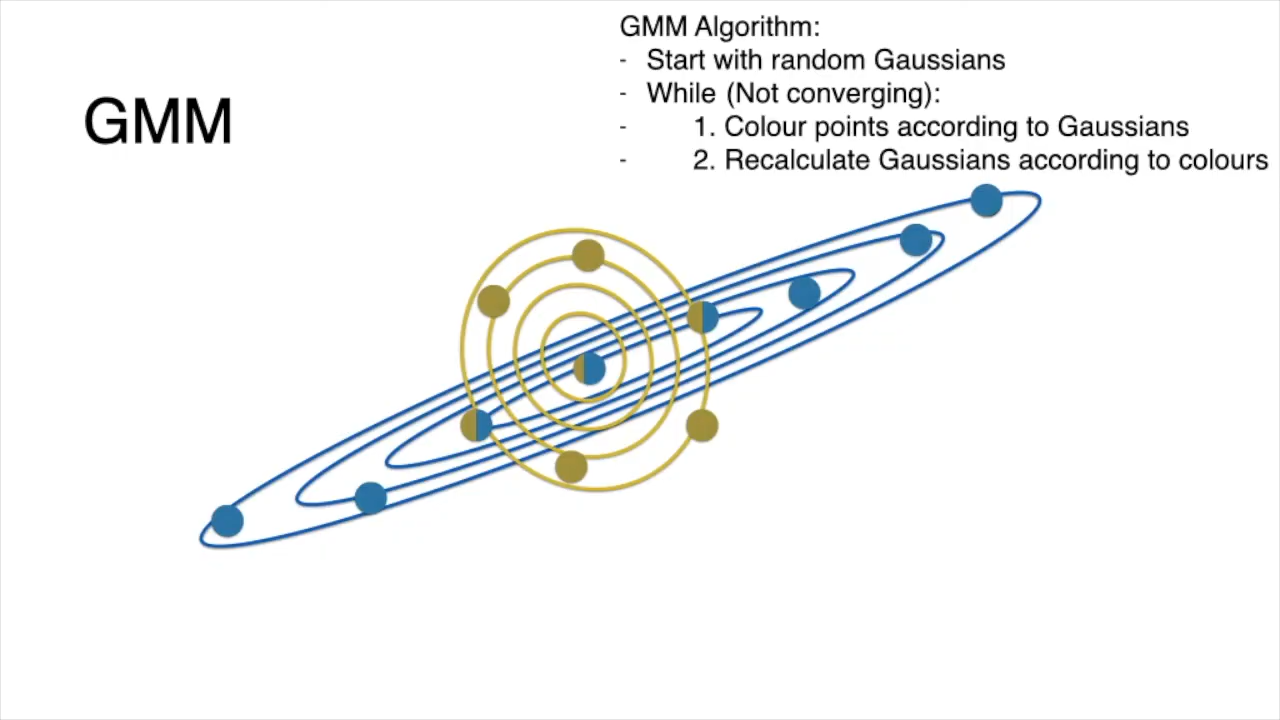 GMM Algorithm:
- Start with random Gaussians
- While (Not converging):
- 1. Colour points according to Gaussians
- 2. Recalculate Gaussians according to colours
GMM